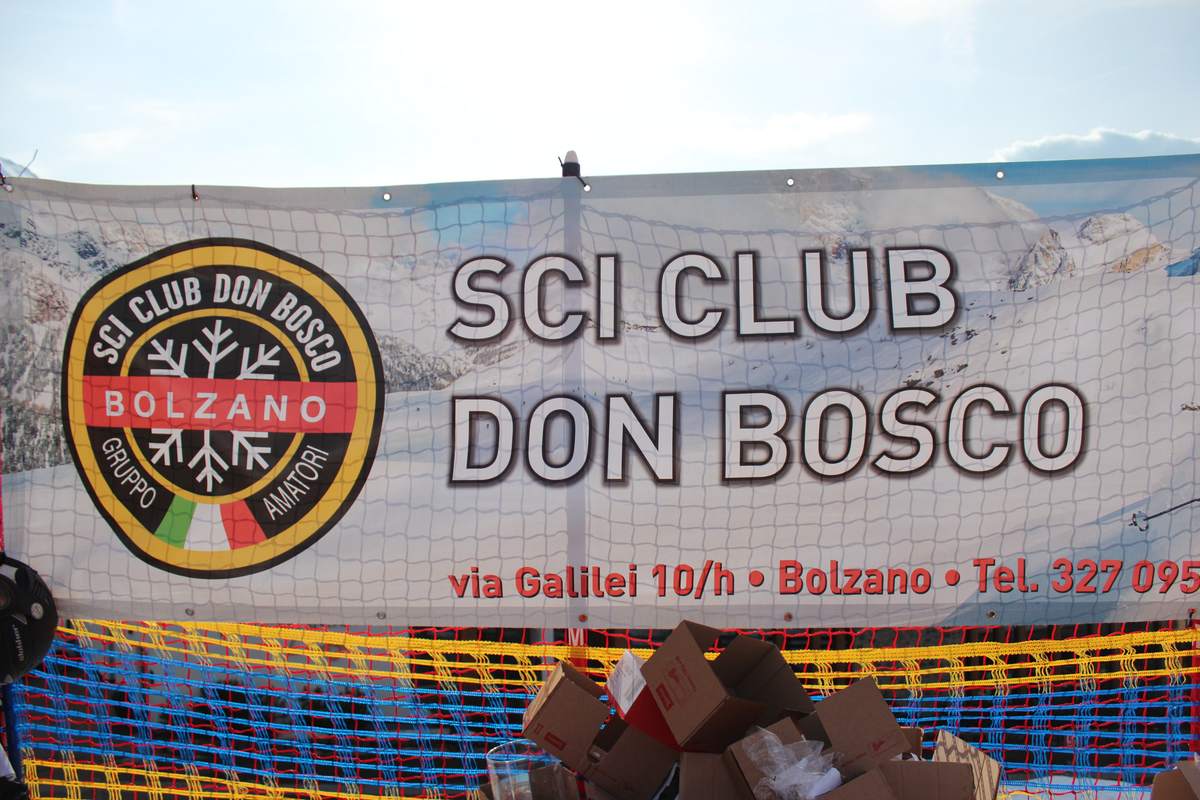 SCI CLUB DON BOSCO
BOLZANO
GRUPPO
AMATORI
SCI CLUB
DON BOSCO
via Galilei 10/h • Bolzano • Tel. 327 095
M